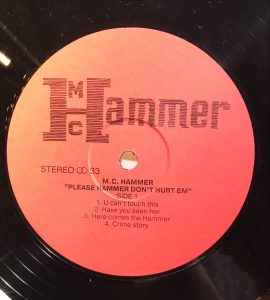 MC Hammer
STEREO 33
M.C. HAMMER
"PLEASE HAMMER DON'T HURT EM"
SIDE 1
1. U can't touch this
2. Have you seen her
3. Here comes the Hammer
4. Crime story